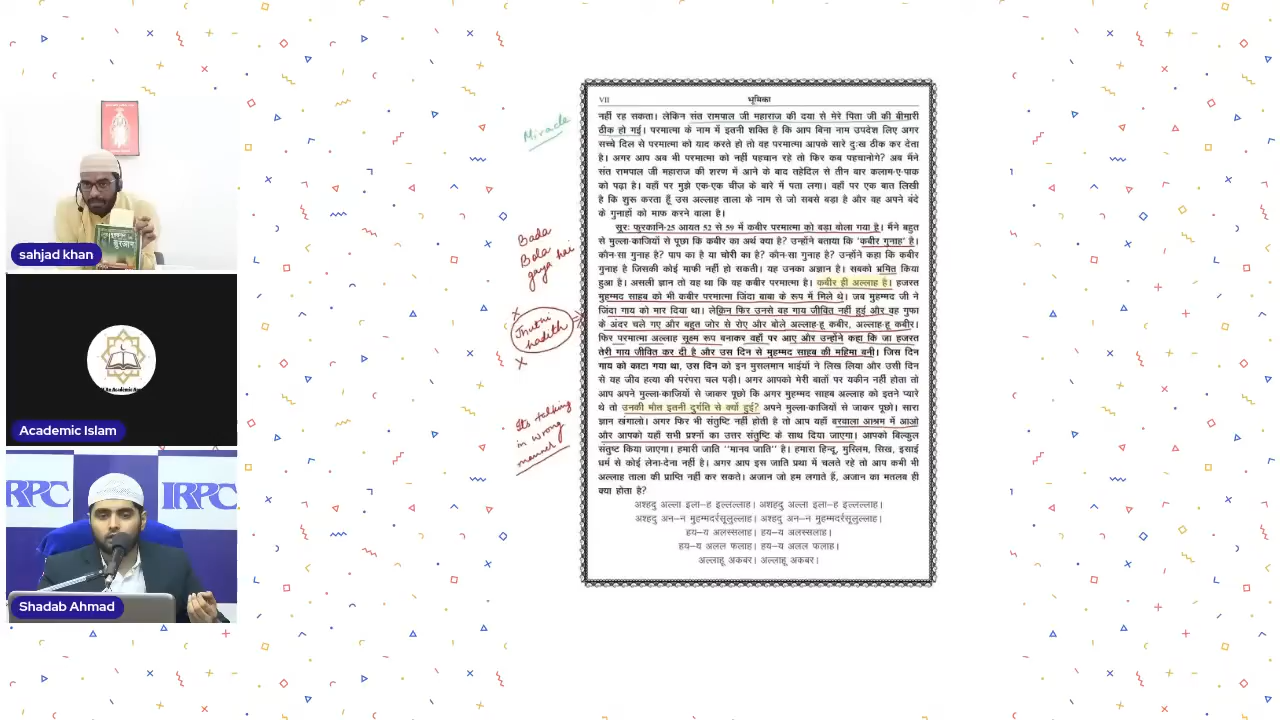 sahjad khan
Academic Islam
IRPC
IRPC
Shadab Ahmad
Miracle
Bada
Bola
gaya hai
Jhuthi
hadith
Its talking
in wrong
manner
VII
भूमिका
नहीं रह सकता। लेकिन संत रामपाल जी महाराज की दया से मेरे पिता जी की बीमारी
ठीक हो गई। परमात्मा के नाम में इतनी शक्ति है कि आप बिना नाम उपदेश लिए अगर
सच्चे दिल से परमात्मा को याद करते हो तो वह परमात्मा आपके सारे दुःख ठीक कर देता
है। अगर आप अब भी परमात्मा को नहीं पहचान रहे तो फिर कब पहचानोगे? अब मैंने
संत रामपाल जी महाराज की शरण में आने के बाद तहेदिल से तीन बार कलाम-ए-पाक
को पढ़ा है। वहाँ पर मुझे एक-एक चीज के बारे में पता लगा। वहाँ पर एक बात लिखी
है कि शुरू करता हूँ उस अल्लाह ताला के नाम से जो सबसे बड़ा है और वह अपने बंदे
के गुनाहों को माफ करने वाला है।
सूरः फुरकानि-25 आयत 52 से 59 में कबीर परमात्मा को बड़ा बोला गया है। मैंने बहुत
से मुल्ला-काजियों से पूछा कि कबीर का अर्थ क्या है? उन्होंने बताया कि ‘कबीर गुनाह’ है।
कौन-सा गुनाह है? पाप का है या चोरी का है? कौन-सा गुनाह है? उन्होंने कहा कि कबीर
गुनाह है जिसकी कोई माफी नहीं हो सकती। यह उनका अज्ञान है। सबको भ्रमित किया
हुआ है। असली ज्ञान तो यह था कि वह कबीर परमात्मा है। कबीर ही अल्लाह है। हजरत
मुहम्मद साहब को भी कबीर परमात्मा जिंदा बाबा के रूप में मिले थे। जब मुहम्मद जी ने
जिंदा गाय को मार दिया था। लेकिन फिर उनसे वह गाय जीवित नहीं हुई और वह गुफा
के अंदर चले गए और बहुत जोर से रोए और बोले अल्लाह-हू कबीर, अल्लाह-हू कबीर।
फिर परमात्मा अल्लाह सूक्ष्म रूप बनाकर वहाँ पर आए और उन्होंने कहा कि जा हजरत
तेरी गाय जीवित कर दी है और उस दिन से मुहम्मद साहब की महिमा बनी। जिस दिन
गाय को काटा गया था, उस दिन को इन मुसलमान भाईयों ने लिख लिया और उसी दिन
से यह जीव हत्या की परंपरा चल पड़ी। अगर आपको मेरी बातों पर यकीन नहीं होता तो
आप अपने मुल्ला-काजियों से जाकर पूछो कि अगर मुहम्मद साहब अल्लाह को इतने प्यारे
थे तो उनकी मौत इतनी दुर्गति से क्यों हुई? अपने मुल्ला-काजियों से जाकर पूछो। सारा
ज्ञान खंगालो। अगर फिर भी संतुष्टि नहीं होती है तो आप यहाँ बरवाला आश्रम में आओ
और आपको यहाँ सभी प्रश्नों का उत्तर संतुष्टि के साथ दिया जाएगा। आपको बिल्कुल
संतुष्ट किया जाएगा। हमारी जाति ‘‘मानव जाति’’ है। हमारा हिन्दू, मुस्लिम, सिख, इसाई
धर्म से कोई लेना-देना नहीं है। अगर आप इस जाति प्रथा में चलते रहे तो आप कभी भी
अल्लाह ताला की प्राप्ति नहीं कर सकते। अजान जो हम लगाते हैं, अजान का मतलब ही
क्या होता है?
अश्हदु अल्ला इला–ह इल्लल्लाह। अशहदु अल्ला इला–ह इल्लल्लाह।
अश्हदु अन–न मुहम्मदर्रसूलुल्लाह। अश्हदु अन–न मुहम्मदर्रसूलुल्लाह।
हय–य अलस्सलाह। हय–य अलस्सलाह।
हय–य अलल फलाह। हय–य अलल फलाह।
अल्लाहू अकबर। अल्लाहू अकबर।